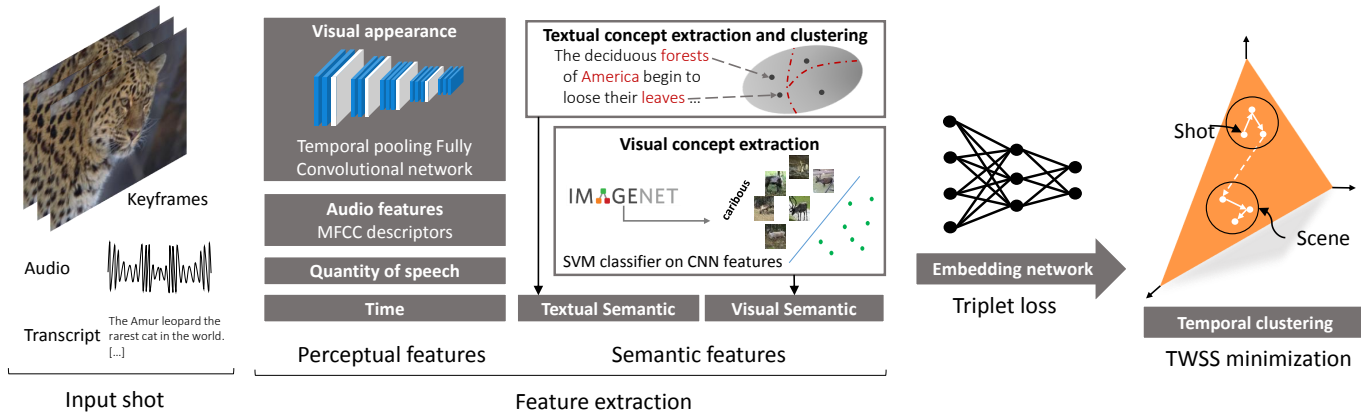 Keyframes
Audio
Transcript
The Amur leopard the
rarest cat in the world.
[...]
Input shot
Visual appearance
Temporal pooling Fully
Convolutional network
Audio features
MFCC descriptors
Quantity of speech
Time
Perceptual features
Textual concept extraction and clustering
The deciduous forests
of America begin to
loose their leaves ...
Visual concept extraction
IMAGENET
caribous
SVM classifier on CNN features
Textual Semantic
Visual Semantic
Semantic features
Feature extraction
Embedding network
Triplet loss
Shot
Scene
Temporal clustering
TWSS minimization